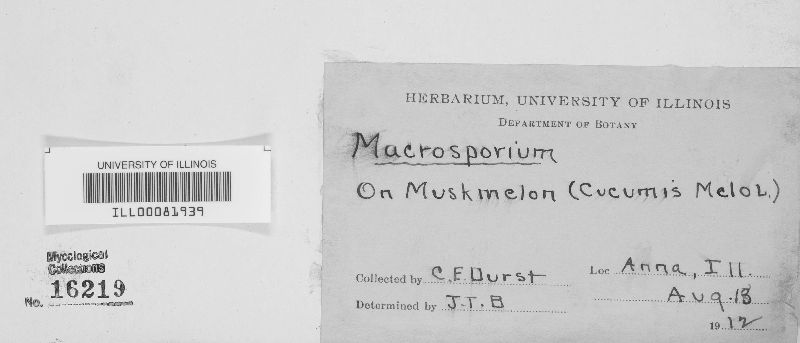 HERBARIUM, UNIVERSITY OF ILLINOIS
DEPARTMENT OF BOTANY
Macrosporium
On Muskmelon (Cucumis Melo L.)
Collected by C.F. Durst Loc Anna, Ill.
Determined by J.T.B Aug. 13
1912
UNIVERSITY OF ILLINOIS
ILL00081939
Mycological
Collections
No. 16219